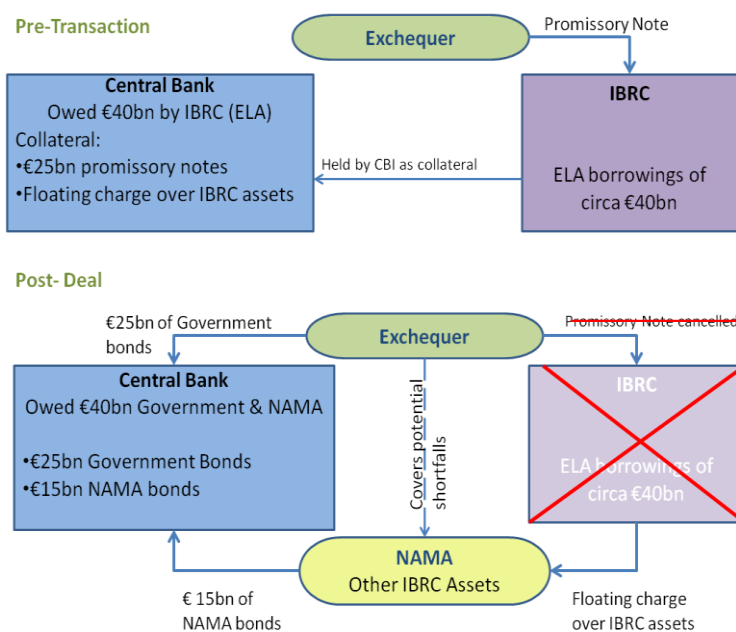 Pre-Transaction
Exchequer
Promissory Note
Central Bank
Owed €40bn by IBRC (ELA)
Collateral:
•€25bn promissory notes
•Floating charge over IBRC assets
Held by CBI as collateral
IBRC
ELA borrowings of
circa €40bn
Post- Deal
€25bn of Government
bonds
Exchequer
Promissory Note cancelled
Central Bank
Owed €40bn Government & NAMA
•€25bn Government Bonds
•€15bn NAMA bonds
Covers potential
shortfalls
IBRC
ELA borrowings of
circa €40bn
NAMA
Other IBRC Assets
€ 15bn of
NAMA bonds
Floating charge
over IBRC assets